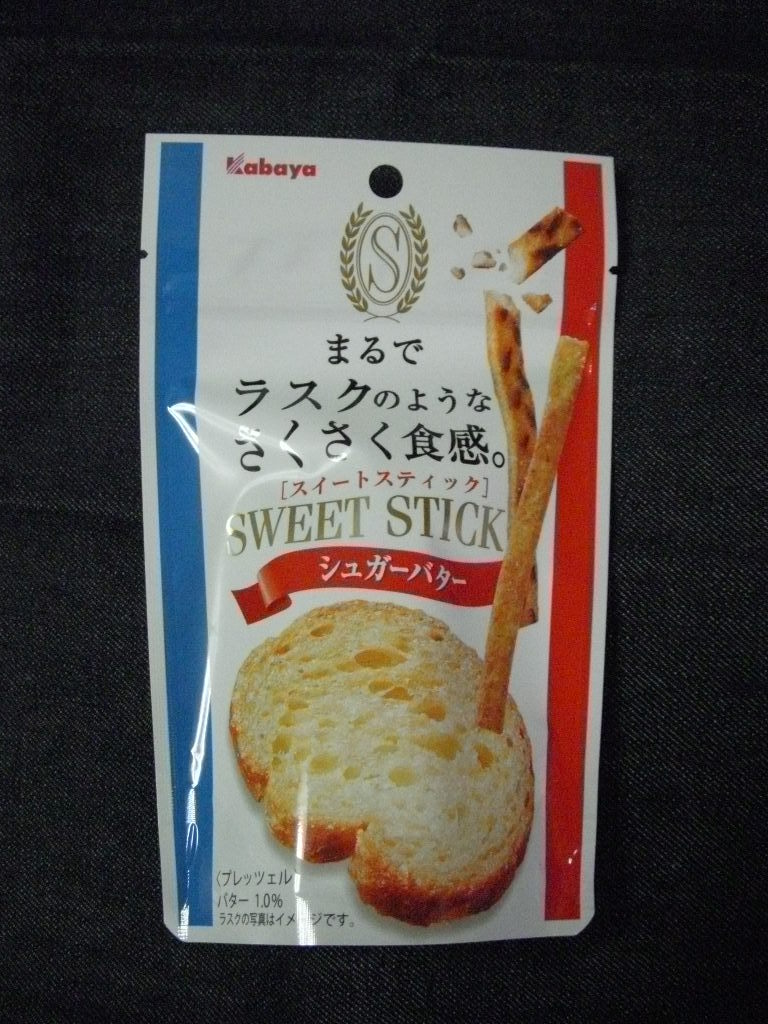 Kabaya
S
まるで
ラスクのような
さくさく食感。
[スイートスティック]
SWEET STICK
シュガーバター
〈プレッツェル
バター 1.0%
ラスクの写真はイメージです。